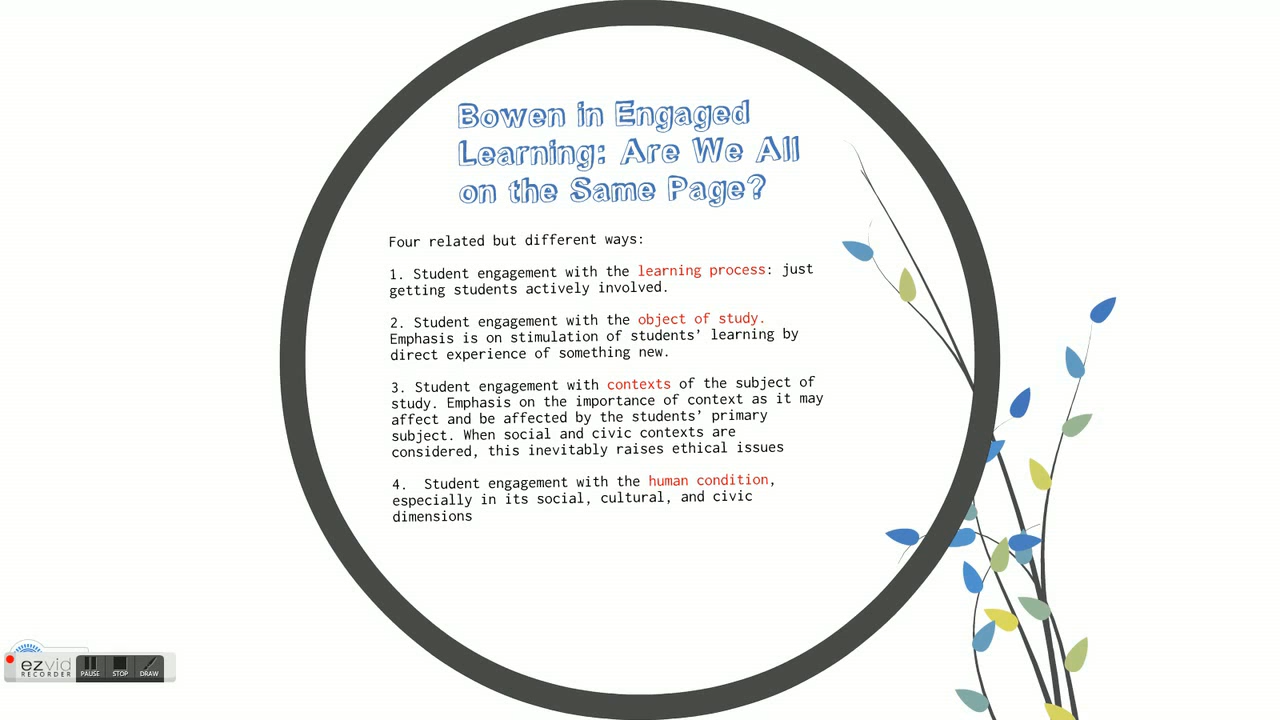 Bowen in Engaged
Learning: Are We All
on the Same Page?
Four related but different ways:
1. Student engagement with the learning process: just
getting students actively involved.
2. Student engagement with the object of study.
Emphasis is on stimulation of students’ learning by
direct experience of something new.
3. Student engagement with contexts of the subject of
study. Emphasis on the importance of context as it may
affect and be affected by the students’ primary
subject. When social and civic contexts are
considered, this inevitably raises ethical issues
4.  Student engagement with the human condition,
especially in its social, cultural, and civic
dimensions
ezvid
RECORDER
PAUSE STOP DRAW